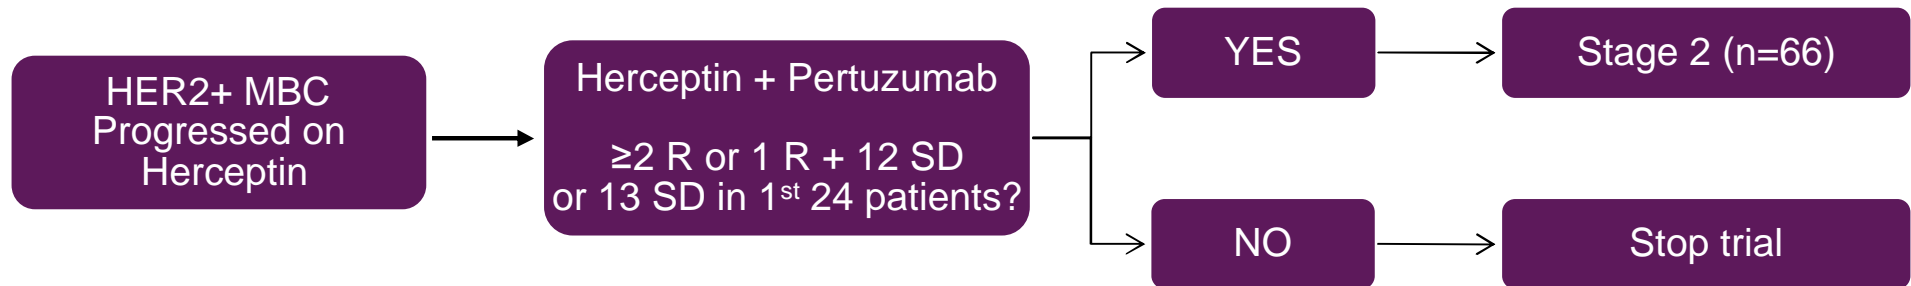 HER2+ MBC
Progressed on
Herceptin
Herceptin + Pertuzumab
≥2 R or 1 R + 12 SD
or 13 SD in 1st 24 patients?
YES
Stage 2 (n=66)
NO
Stop trial